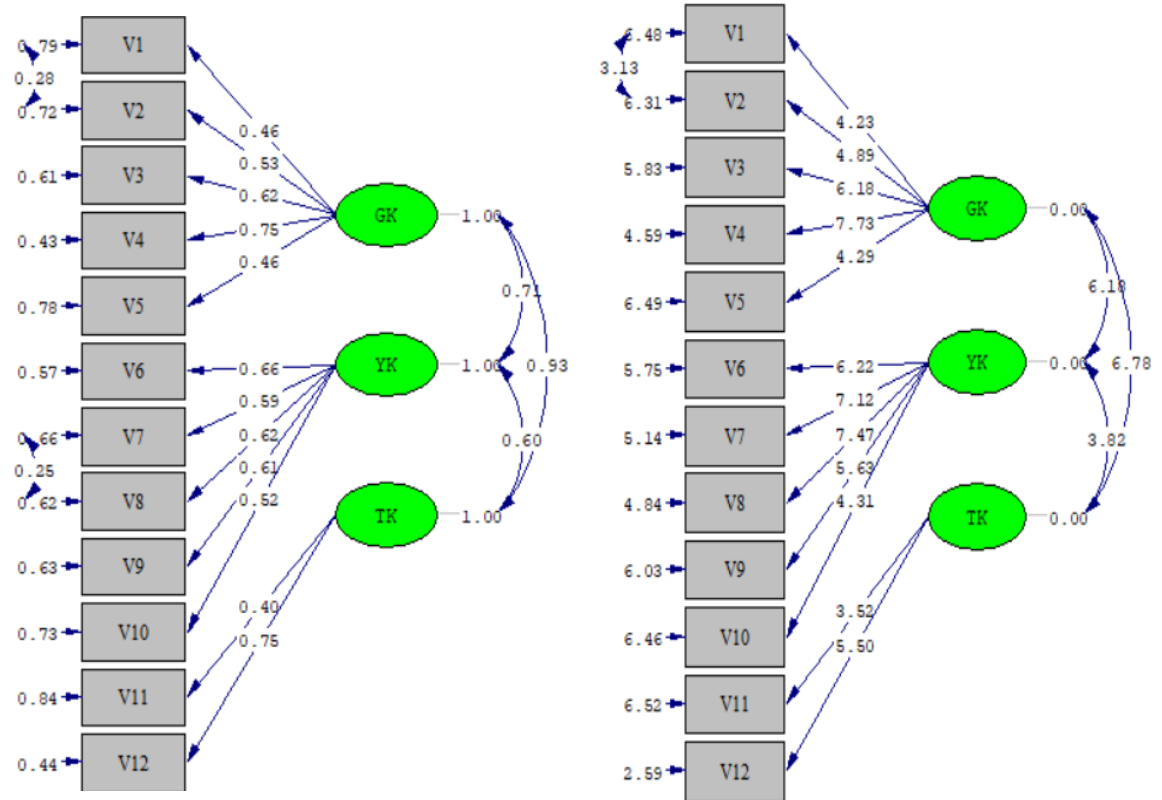 0.79 V1
0.28
0.72 V2
0.61 V3
0.43 V4
0.78 V5
0.57 V6
0.66 V7
0.25
0.62 V8
0.63 V9
0.73 V10
0.84 V11
0.44 V12
0.46
0.53
0.62
0.75
0.46
0.66
0.59
0.62
0.61
0.52
0.40
0.75
GK 1.00
YK 1.00
TK 1.00
0.71
0.93
0.60
6.48 V1
3.13
6.31 V2
5.83 V3
4.59 V4
6.49 V5
5.75 V6
5.14 V7
4.84 V8
6.03 V9
6.46 V10
6.52 V11
2.59 V12
4.23
4.89
6.18
7.73
4.29
6.22
7.12
7.47
5.63
4.31
3.52
5.50
GK 0.00
YK 0.00
TK 0.00
6.18
6.78
3.82